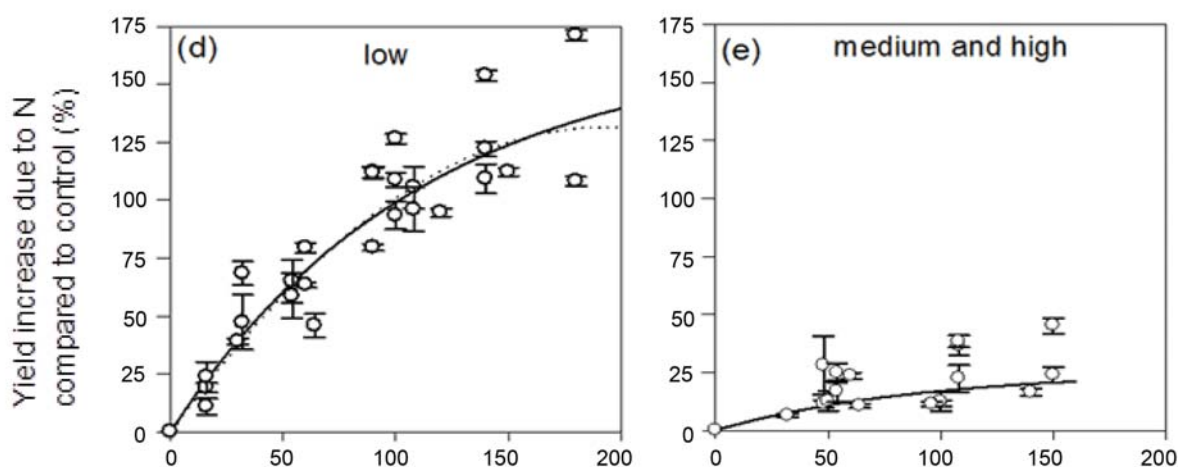 Yield increase due to N
compared to control (%)
(d)
low
175
150
125
100
75
50
25
0
0 50 100 150 200
(e)
medium and high
175
150
125
100
75
50
25
0
0 50 100 150 200